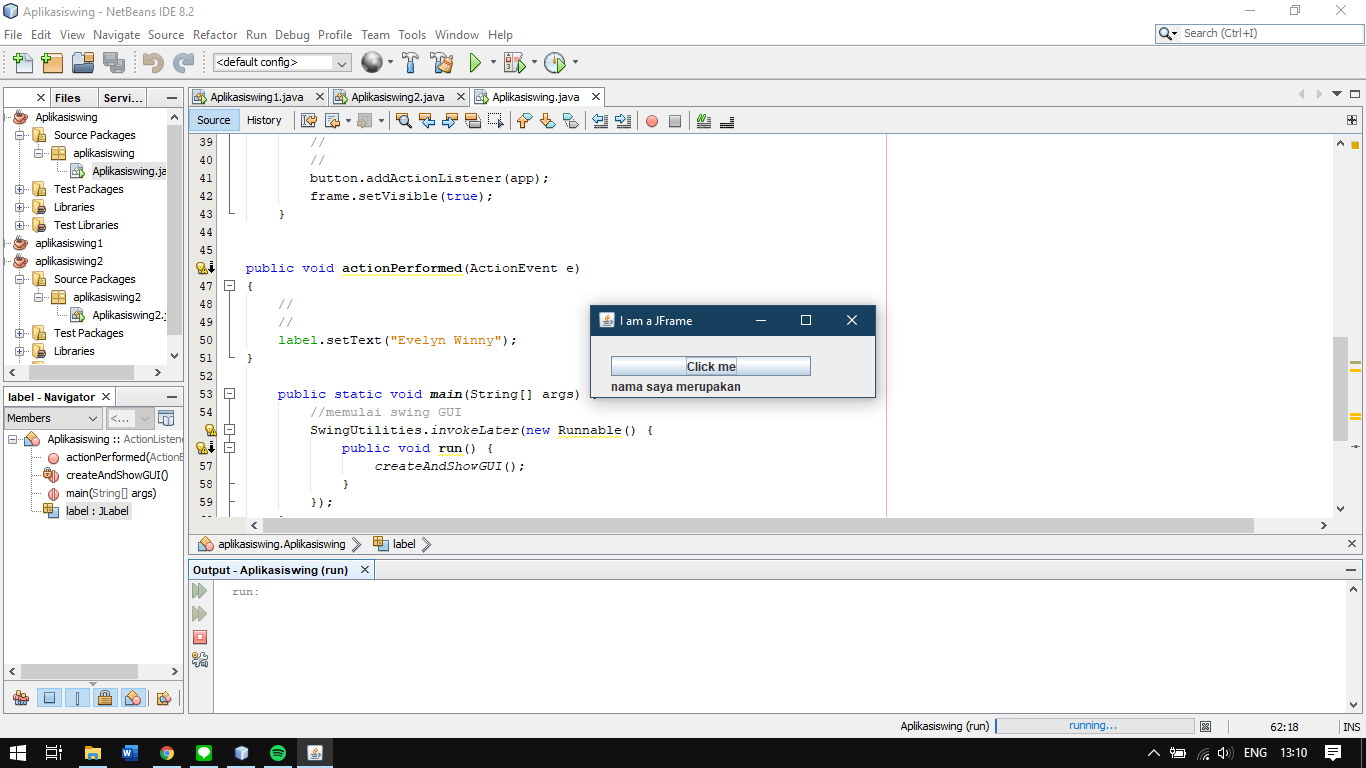 Aplikasiswing - NetBeans IDE 8.2
File Edit View Navigate Source Refactor Run Debug Profile Team Tools Window Help
Search (Ctrl+I)
<default config>
Files Servi...
Aplikasiswing
Source Packages
aplikasiswing
Aplikasiswing.ja
Test Packages
Libraries
Test Libraries
aplikasiwing1
aplikasiswing2
Source Packages
aplikasiswing2
Aplikasiswing2.j
Test Packages
Libraries
label - Navigator
Members <...
Aplikasiswing :: ActionListene
actionPerformed(ActionE
createAndShowGUI()
main(String[] args)
label : JLabel
Aplikasiswing1.java Aplikasiswing2.java Aplikasiswing.java
Source History
39 //
40 //
41 button.addActionListener(app);
42 frame.setVisible(true);
43 }
44
45
public void actionPerformed(ActionEvent e)
47 {
48 //
49 //
50 label.setText("Evelyn Winny");
51 }
52
53 public static void main(String[] args)
54 //memulai swing GUI
SwingUtilities.invokeLater(new Runnable() {
public void run() {
57 createAndShowGUI();
58 }
59 });
I am a JFrame
Click me
nama saya merupakan
aplikasiswing.Aplikasiswing label
Output - Aplikasiswing (run)
run:
Aplikasiswing (run) running... 62:18 INS
ENG 13:10